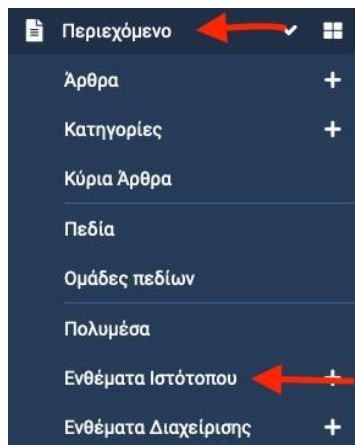 Περιεχόμενο
Άρθρα
Κατηγορίες
Κύρια Άρθρα
Πεδία
Ομάδες πεδίων
Πολυμέσα
Ενθέματα Ιστότοπου
Ενθέματα Διαχείρισης